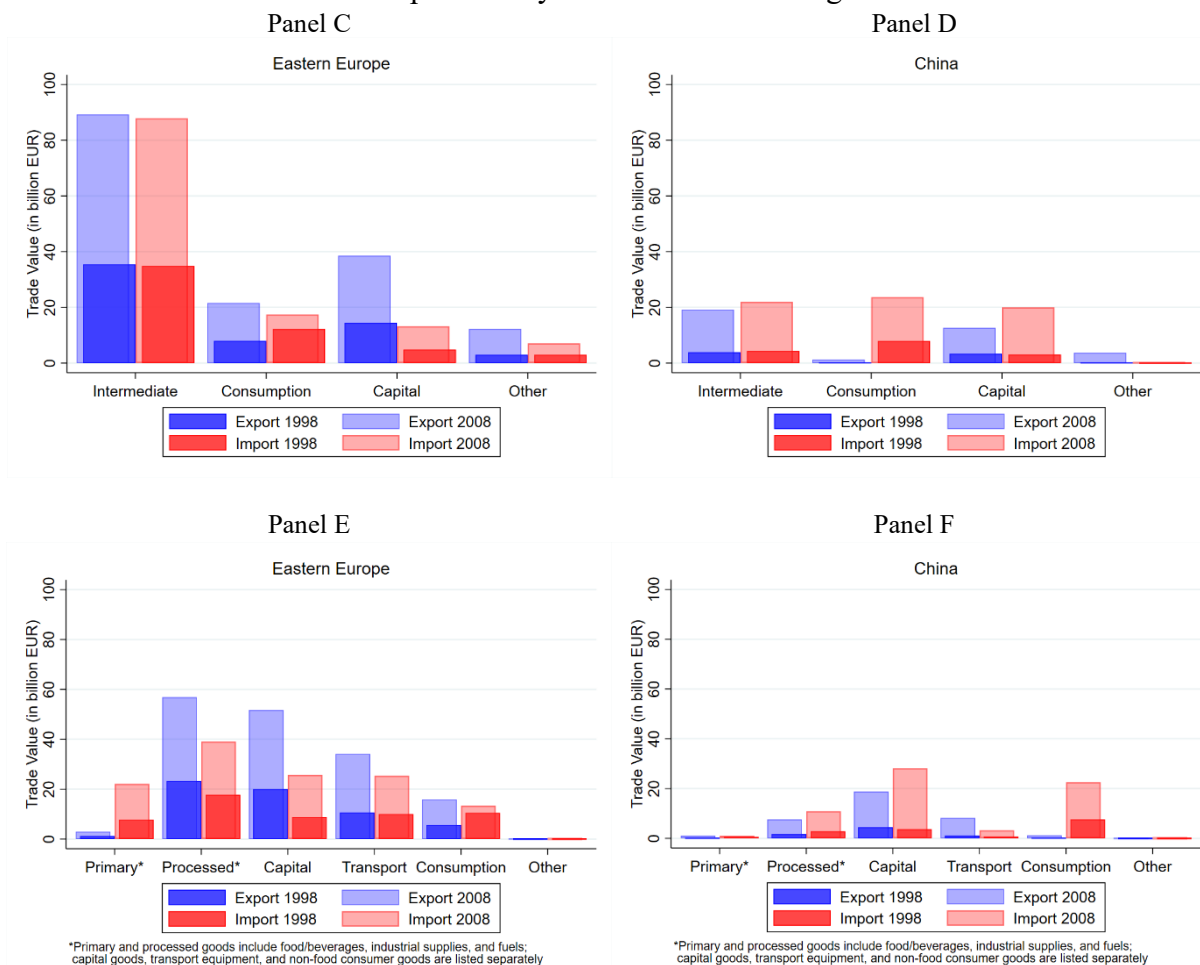 Panel C
Eastern Europe
Trade Value (in billion EUR)
100
80
60
40
20
0
Intermediate Consumption Capital Other
Export 1998 Export 2008
Import 1998 Import 2008
Panel D
China
Trade Value (in billion EUR)
100
80
60
40
20
0
Intermediate Consumption Capital Other
Export 1998 Export 2008
Import 1998 Import 2008
Panel E
Eastern Europe
Trade Value (in billion EUR)
100
80
60
40
20
0
Primary* Processed* Capital Transport Consumption Other
Export 1998 Export 2008
Import 1998 Import 2008
*Primary and processed goods include food/beverages, industrial supplies, and fuels;
capital goods, transport equipment, and non-food consumer goods are listed separately
Panel F
China
Trade Value (in billion EUR)
100
80
60
40
20
0
Primary* Processed* Capital Transport Consumption Other
Export 1998 Export 2008
Import 1998 Import 2008
*Primary and processed goods include food/beverages, industrial supplies, and fuels;
capital goods, transport equipment, and non-food consumer goods are listed separately